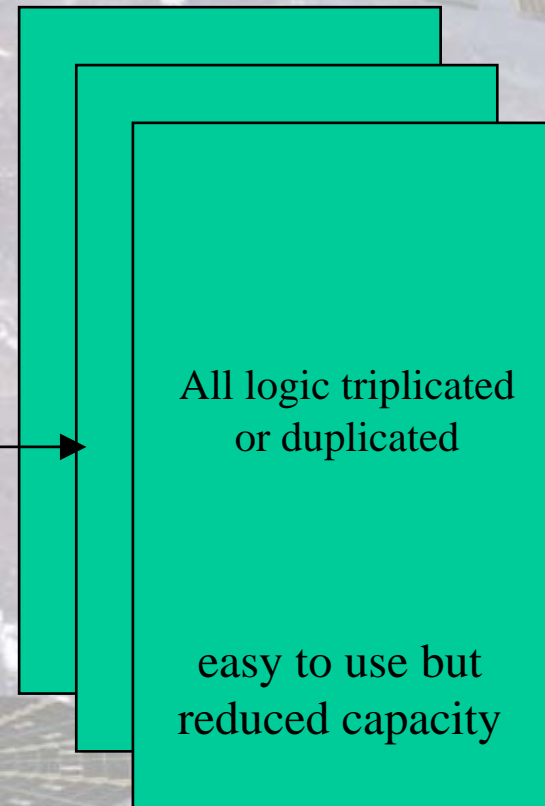 All logic triplicated
or duplicated
easy to use but
reduced capacity